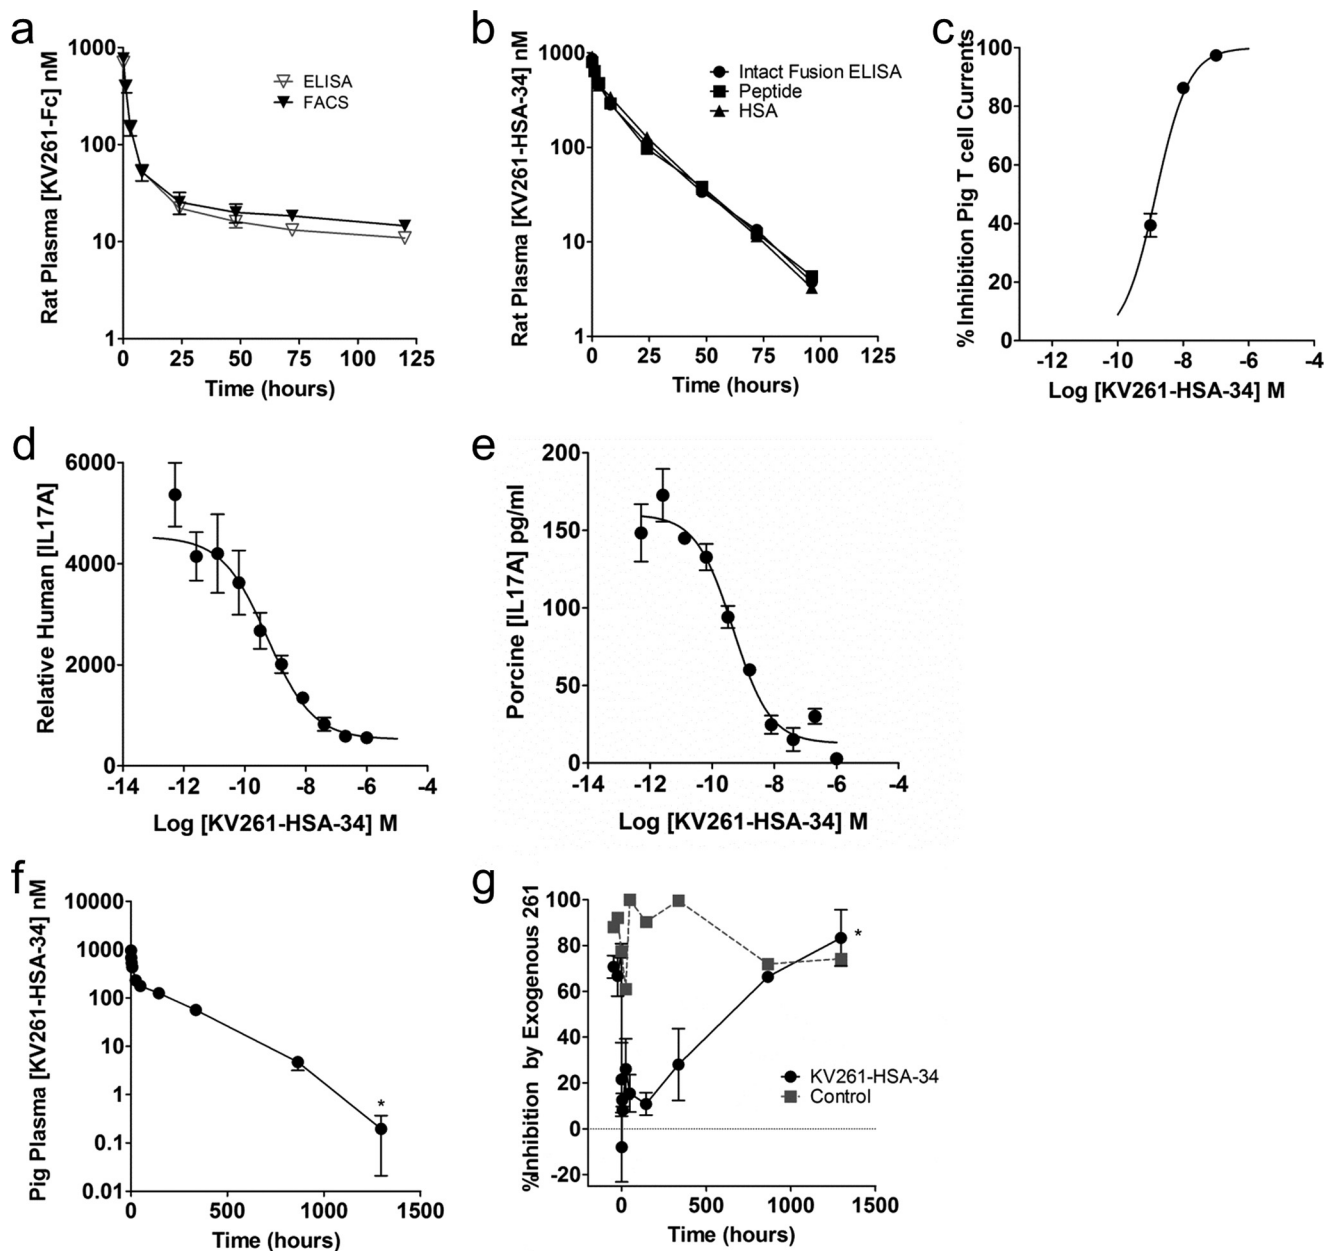 a
Rat Plasma [KV261-Fc] nM
1000
100
10
1
0 25 50 75 100 125
Time (hours)
ELISA
FACS
b
Rat Plasma [KV261-HSA-34] nM
1000
100
10
1
0 25 50 75 100 125
Time (hours)
Intact Fusion ELISA
Peptide
HSA
c
% Inhibition Pig T cell Currents
100
80
60
40
20
0
-12 -10 -8 -6 -4
Log [KV261-HSA-34] M
d
Relative Human [IL17A]
6000
4000
2000
0
-14 -12 -10 -8 -6 -4
Log [KV261-HSA-34] M
e
Porcine [IL17A] pg/ml
200
150
100
50
0
-14 -12 -10 -8 -6 -4
Log [KV261-HSA-34] M
f
Pig Plasma [KV261-HSA-34] nM
10000
1000
100
10
1
0.1
0.01
*
0 500 1000 1500
Time (hours)
g
%Inhibition by Exogenous 261
100
80
60
40
20
0
-20
*
KV261-HSA-34
Control
0 500 1000 1500
Time (hours)